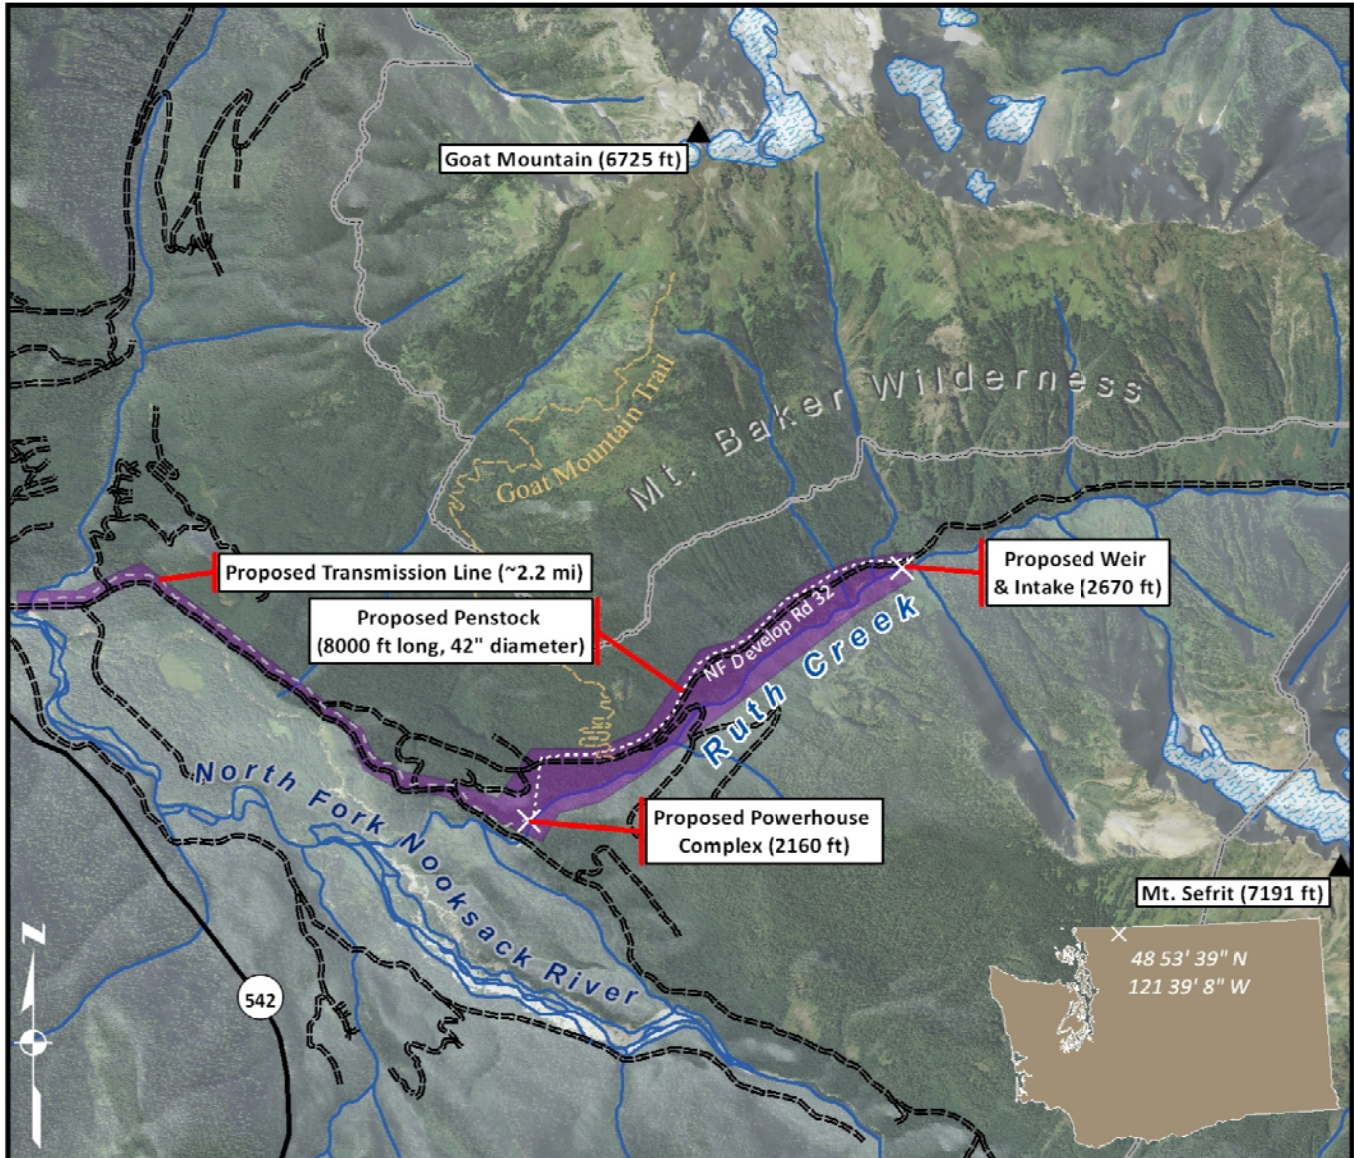 Goat Mountain (6725 ft)
Goat Mountain Trail
Mt. Baker Wilderness
Proposed Transmission Line (~2.2 mi)
Proposed Penstock
(8000 ft long, 42" diameter)
Proposed Weir
& Intake (2670 ft)
NF Develop Rd 32
Ruth Creek
Proposed Powerhouse
Complex (2160 ft)
North Fork Nooksack River
Mt. Sefrit (7191 ft)
542
48 53' 39" N
121 39' 8" W
N